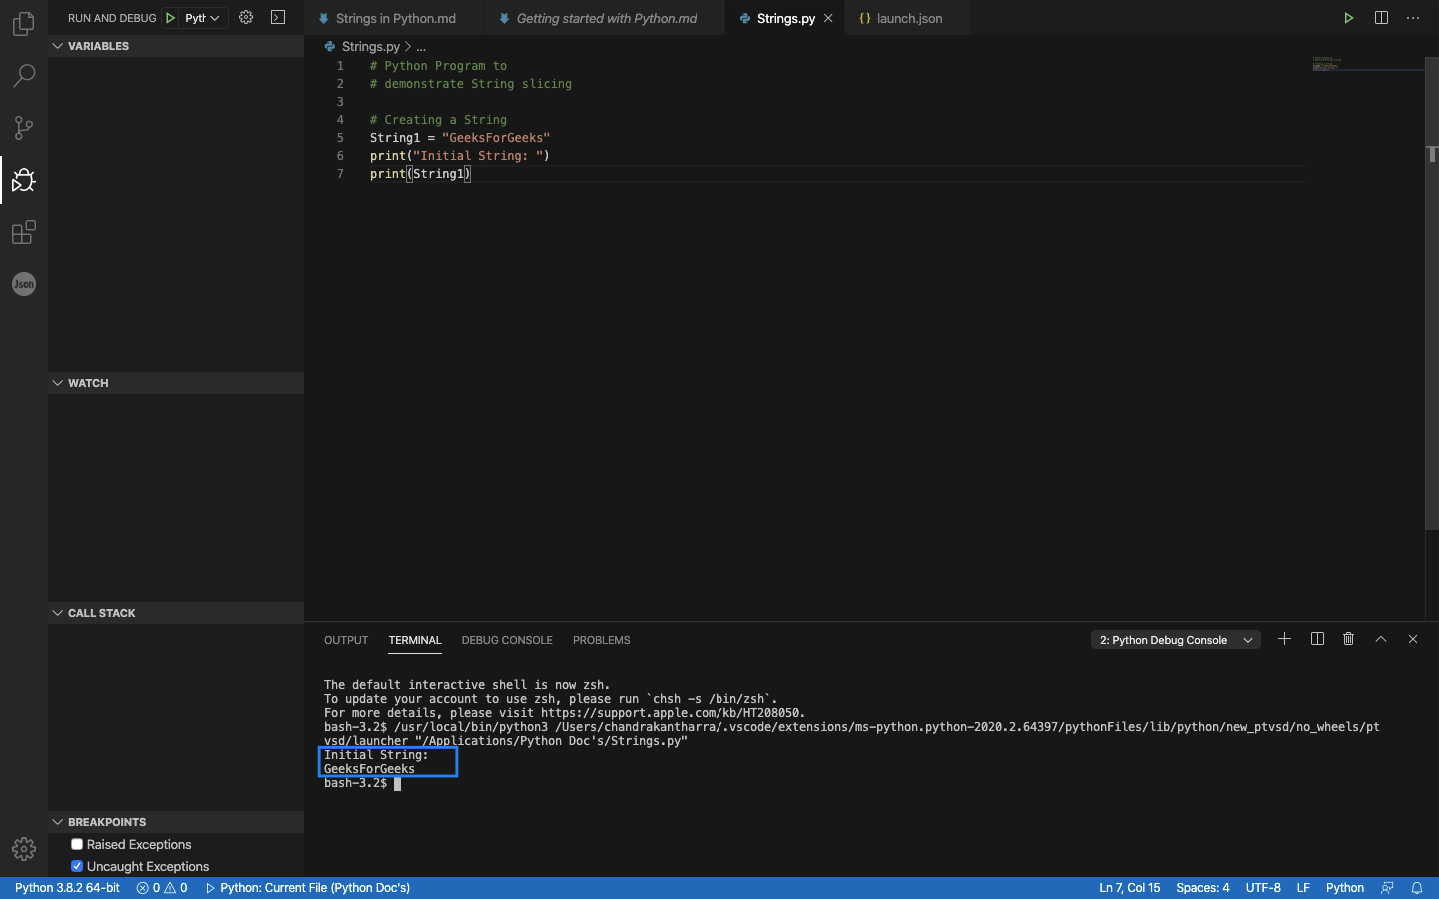 RUN AND DEBUG Pyth
Strings in Python.md
Getting started with Python.md
Strings.py
{} launch.json
VARIABLES
Strings.py > ...
1 # Python Program to
2 # demonstrate String slicing
3
4 # Creating a String
5 String1 = "GeeksForGeeks"
6 print("Initial String: ")
7 print(String1)
Json
WATCH
CALL STACK
BREAKPOINTS
Raised Exceptions
Uncaught Exceptions
OUTPUT TERMINAL DEBUG CONSOLE PROBLEMS
2: Python Debug Console
The default interactive shell is now zsh.
To update your account to use zsh, please run `chsh -s /bin/zsh`.
For more details, please visit https://support.apple.com/kb/HT208050.
bash-3.2$ /usr/local/bin/python3 /Users/chandrakantharra/.vscode/extensions/ms-python.python-2020.2.64397/pythonFiles/lib/python/new_ptvsd/no_wheels/pt
vsd/launcher "/Applications/Python Doc's/Strings.py"
Initial String:
GeeksForGeeks
bash-3.2$
Python 3.8.2 64-bit 0 0 Python: Current File (Python Doc's)
Ln 7, Col 15 Spaces: 4 UTF-8 LF Python